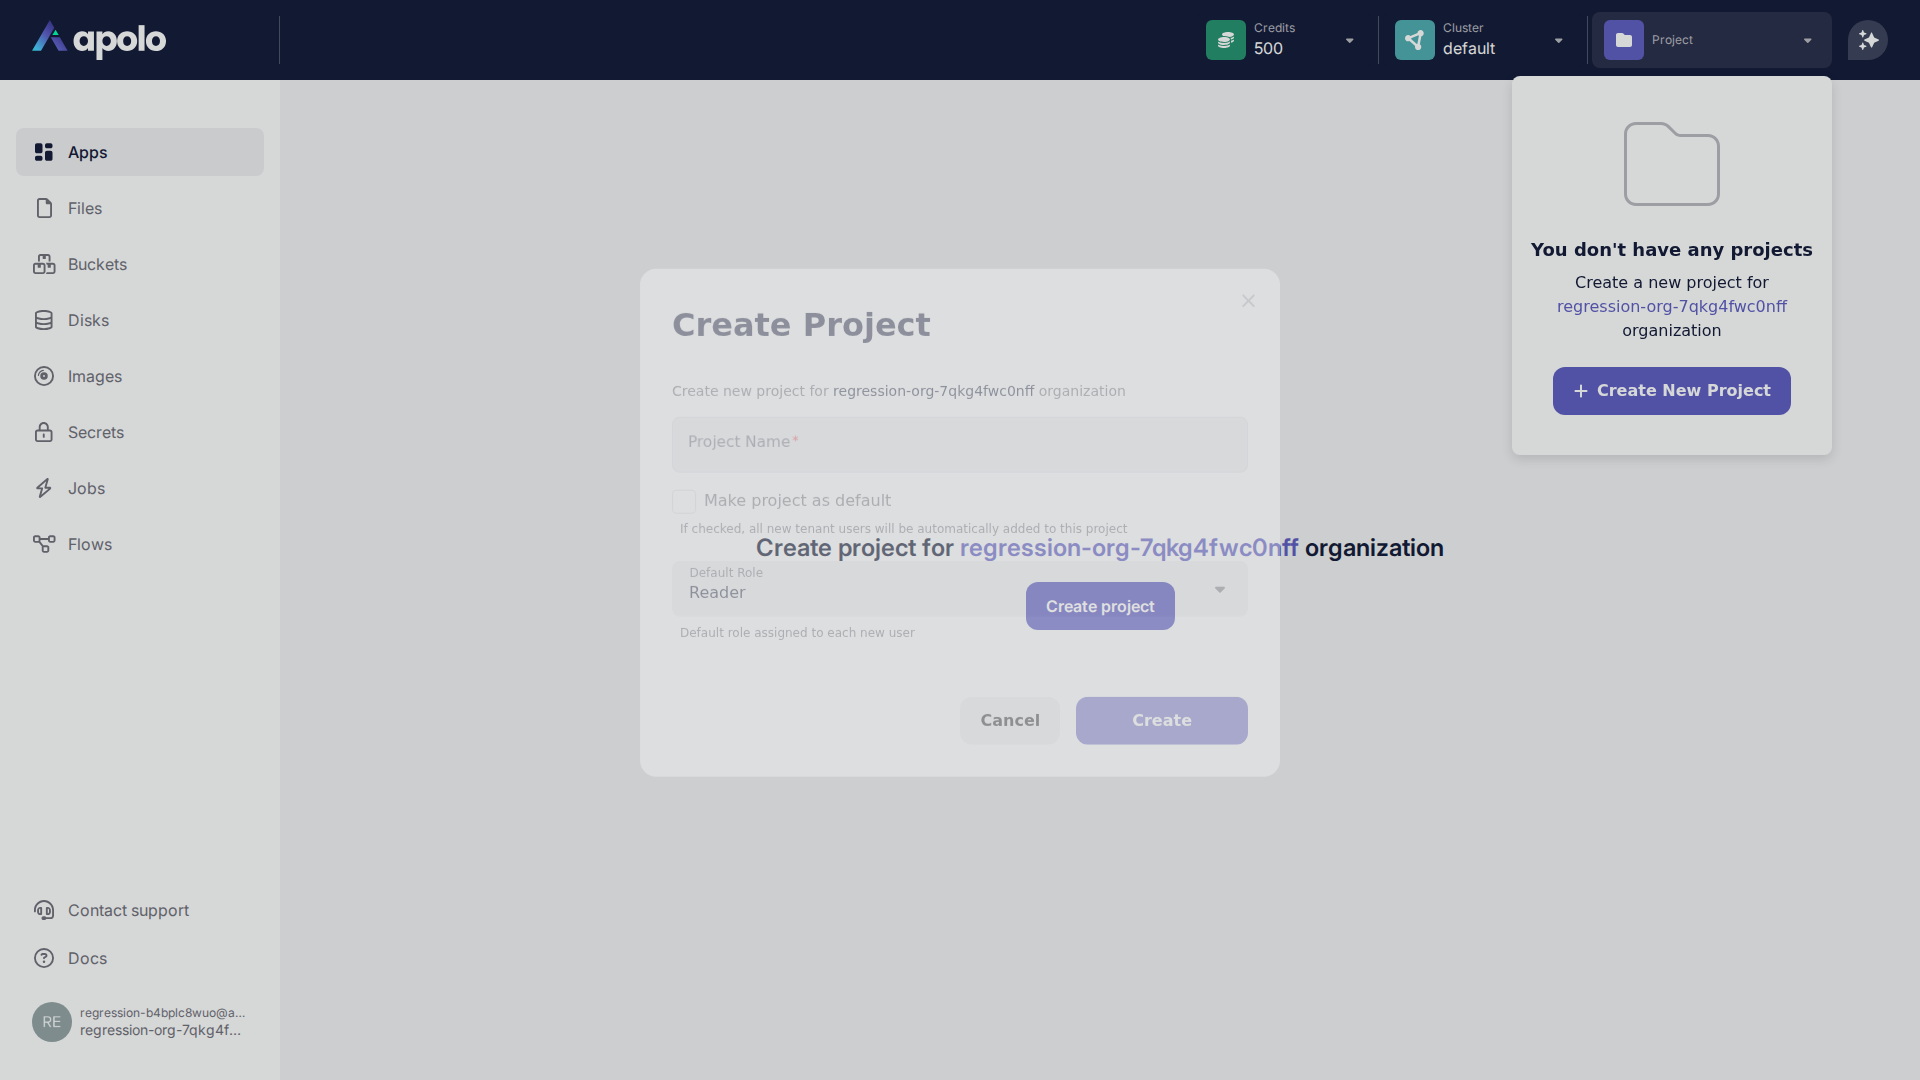 apolo
Credits
500
Cluster
default
Project
Apps
Files
Buckets
Disks
Images
Secrets
Jobs
Flows
Contact support
Docs
RE
regression-b4bplc8wuo@a...
regression-org-7qkg4f...
You don't have any projects
Create a new project for
regression-org-7qkg4fwc0nff
organization
+ Create New Project
Create Project
Create new project for regression-org-7qkg4fwc0nff organization
Project Name*
Make project as default
If checked, all new tenant users will be automatically added to this project
Create project for regression-org-7qkg4fwc0nff organization
Default Role
Reader
Create project
Default role assigned to each new user
Cancel
Create